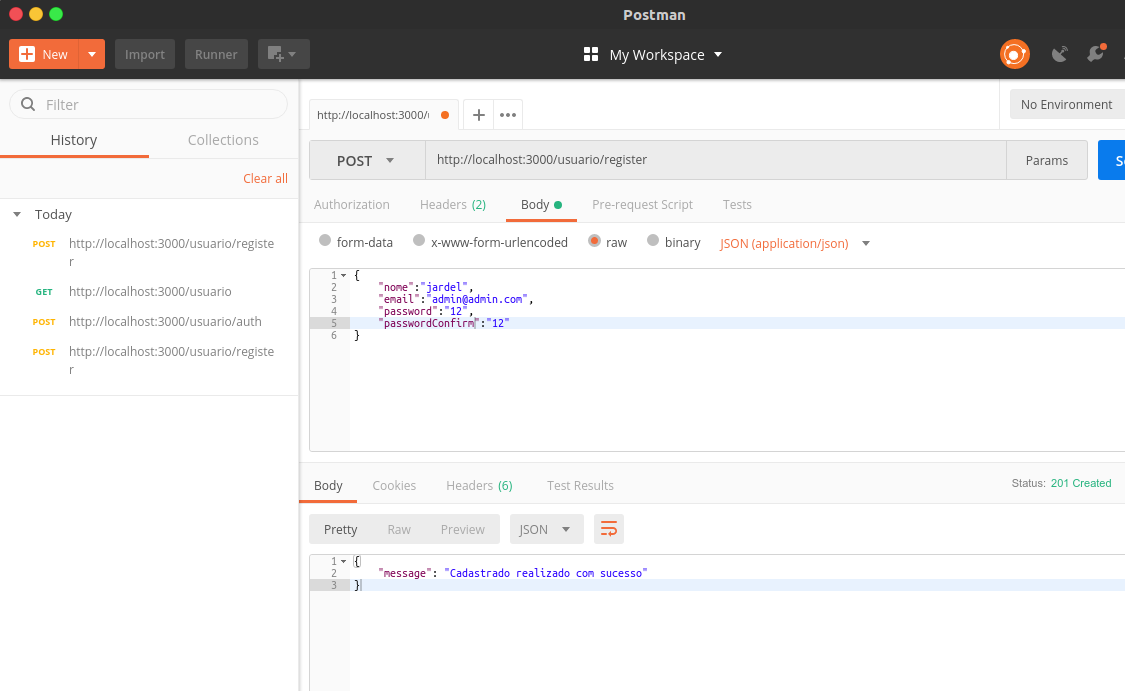 Postman
New
Import
Runner
My Workspace
Filter
History
Collections
Clear all
Today
POST http://localhost:3000/usuario/registe
r
GET http://localhost:3000/usuario
POST http://localhost:3000/usuario/auth
POST http://localhost:3000/usuario/registe
r
http://localhost:3000/
No Environment
POST http://localhost:3000/usuario/register Params
Authorization Headers (2) Body Pre-request Script Tests
form-data x-www-form-urlencoded raw binary JSON (application/json)
1 {
2 "nome":"jardel",
3 "email":"admin@admin.com",
4 "password":"12",
5 "passwordConfirm":"12"
6 }
Body Cookies Headers (6) Test Results Status: 201 Created
Pretty Raw Preview JSON
1 {
2 "message": "Cadastrado realizado com sucesso"
3 }